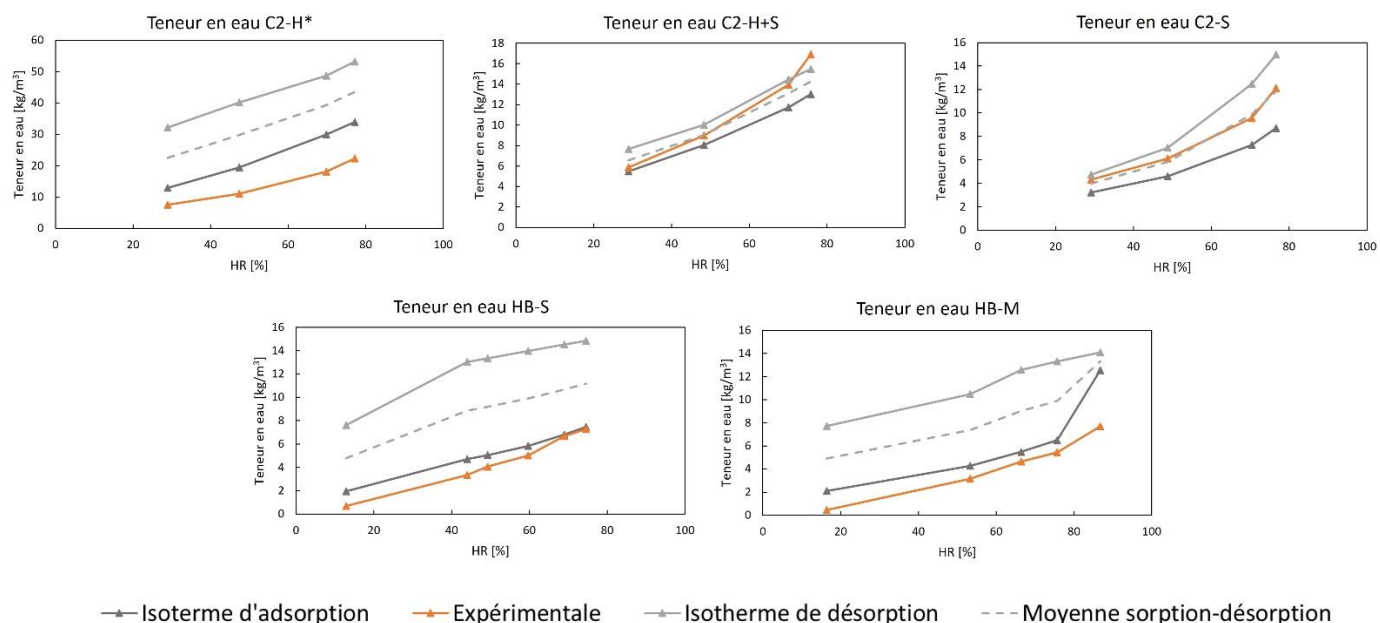 Teneur en eau C2-H*
Teneur en eau [kg/m³]
60
50
40
30
20
10
0
0 20 40 60 80 100
HR [%]
Teneur en eau C2-H+S
Teneur en eau [kg/m³]
18
16
14
12
10
8
6
4
2
0
0 20 40 60 80 100
HR [%]
Teneur en eau C2-S
Teneur en eau [kg/m³]
16
14
12
10
8
6
4
2
0
0 20 40 60 80 100
HR [%]
Teneur en eau HB-S
Teneur en eau [kg/m³]
16
14
12
10
8
6
4
2
0
0 20 40 60 80 100
HR [%]
Teneur en eau HB-M
Teneur en eau [kg/m³]
16
14
12
10
8
6
4
2
0
0 20 40 60 80 100
HR [%]
Isoterme d'adsorption Expérimentale Isotherme de désorption Moyenne sorption-désorption